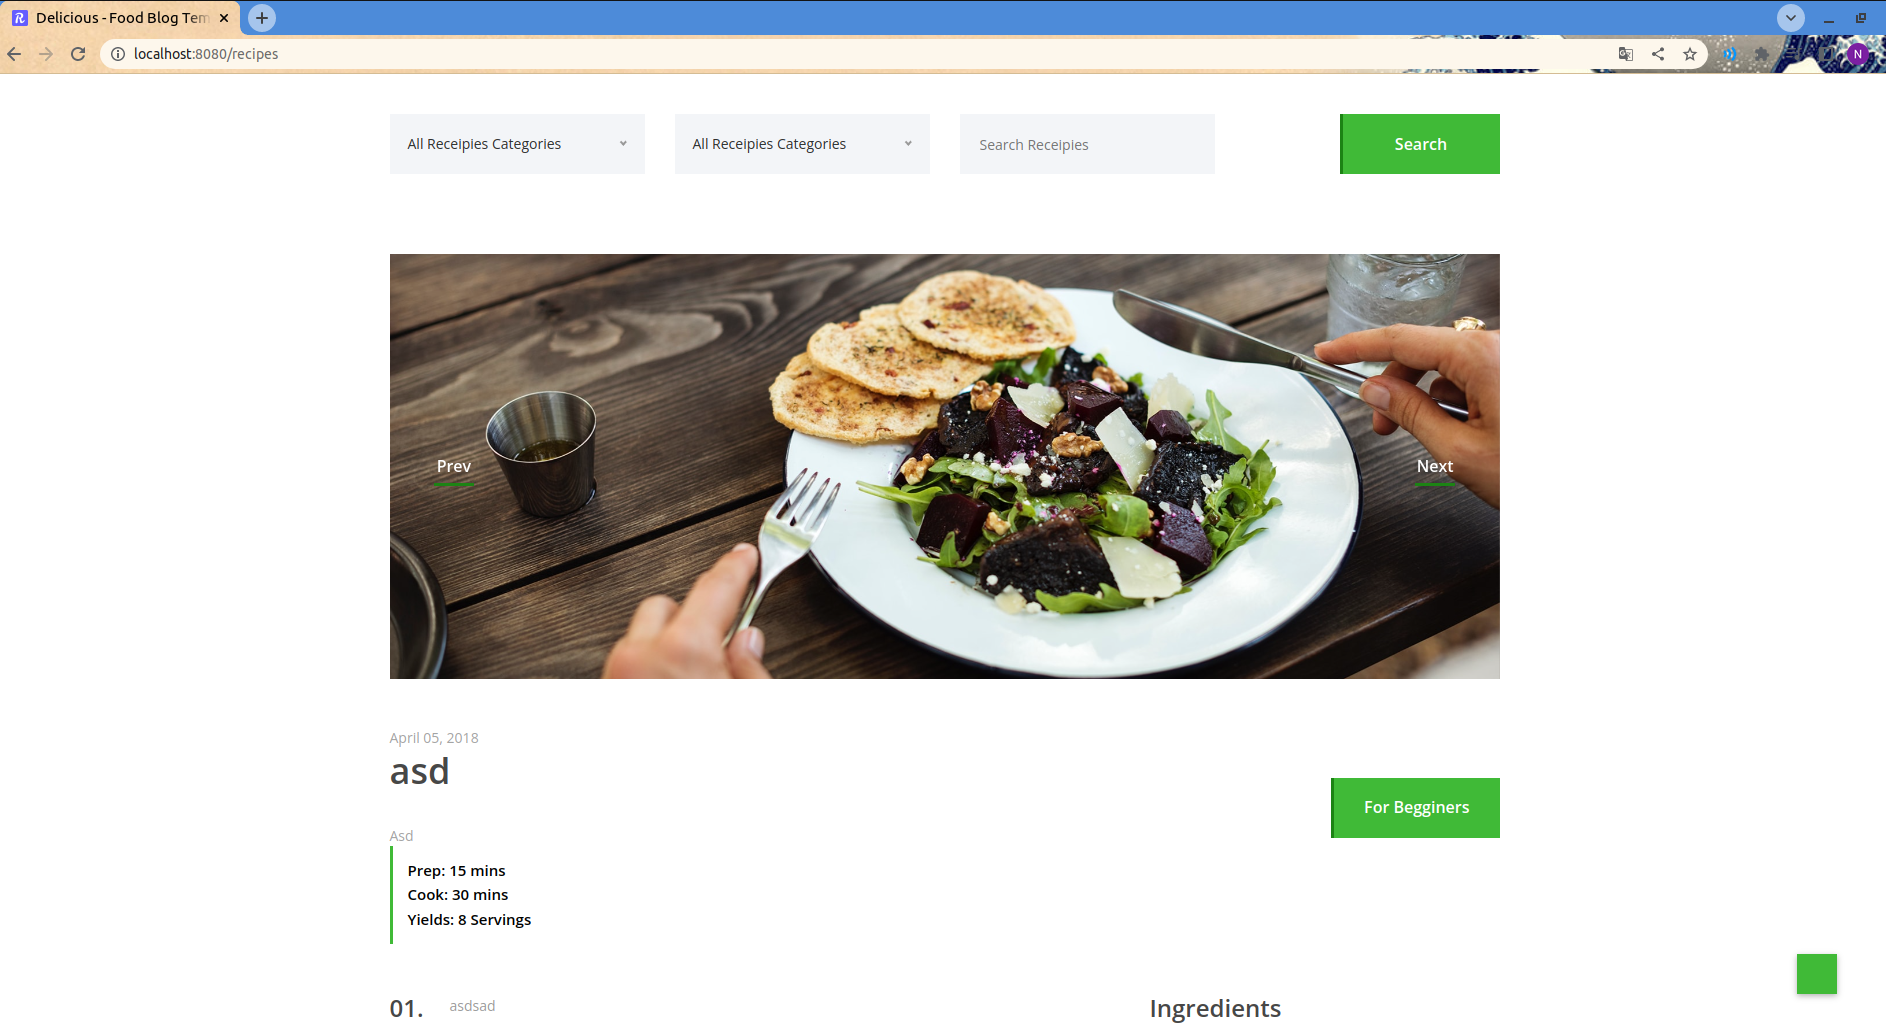 Delicious - Food Blog Tem
localhost:8080/recipes
N
All Receipies Categories
All Receipies Categories
Search Receipies
Search
Prev
Next
April 05, 2018
asd
For Begginers
Asd
Prep: 15 mins
Cook: 30 mins
Yields: 8 Servings
01.
asdsad
Ingredients